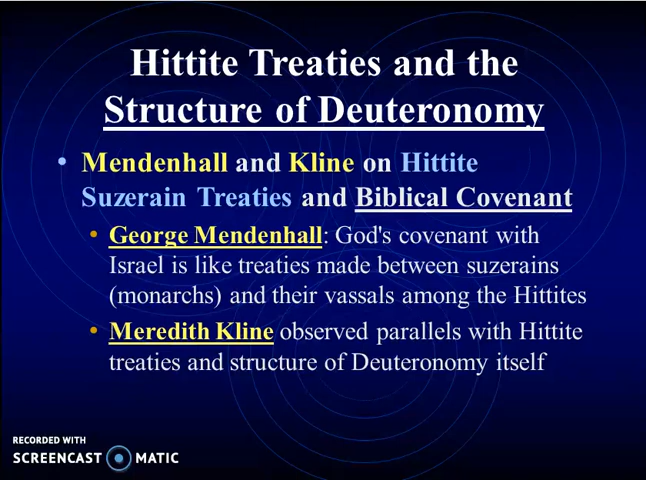 Hittite Treaties and the
Structure of Deuteronomy
• Mendenhall and Kline on Hittite
Suzerain Treaties and Biblical Covenant
• George Mendenhall: God's covenant with
Israel is like treaties made between suzerains
(monarchs) and their vassals among the Hittites
• Meredith Kline observed parallels with Hittite
treaties and structure of Deuteronomy itself
RECORDED WITH
SCREENCAST MATIC